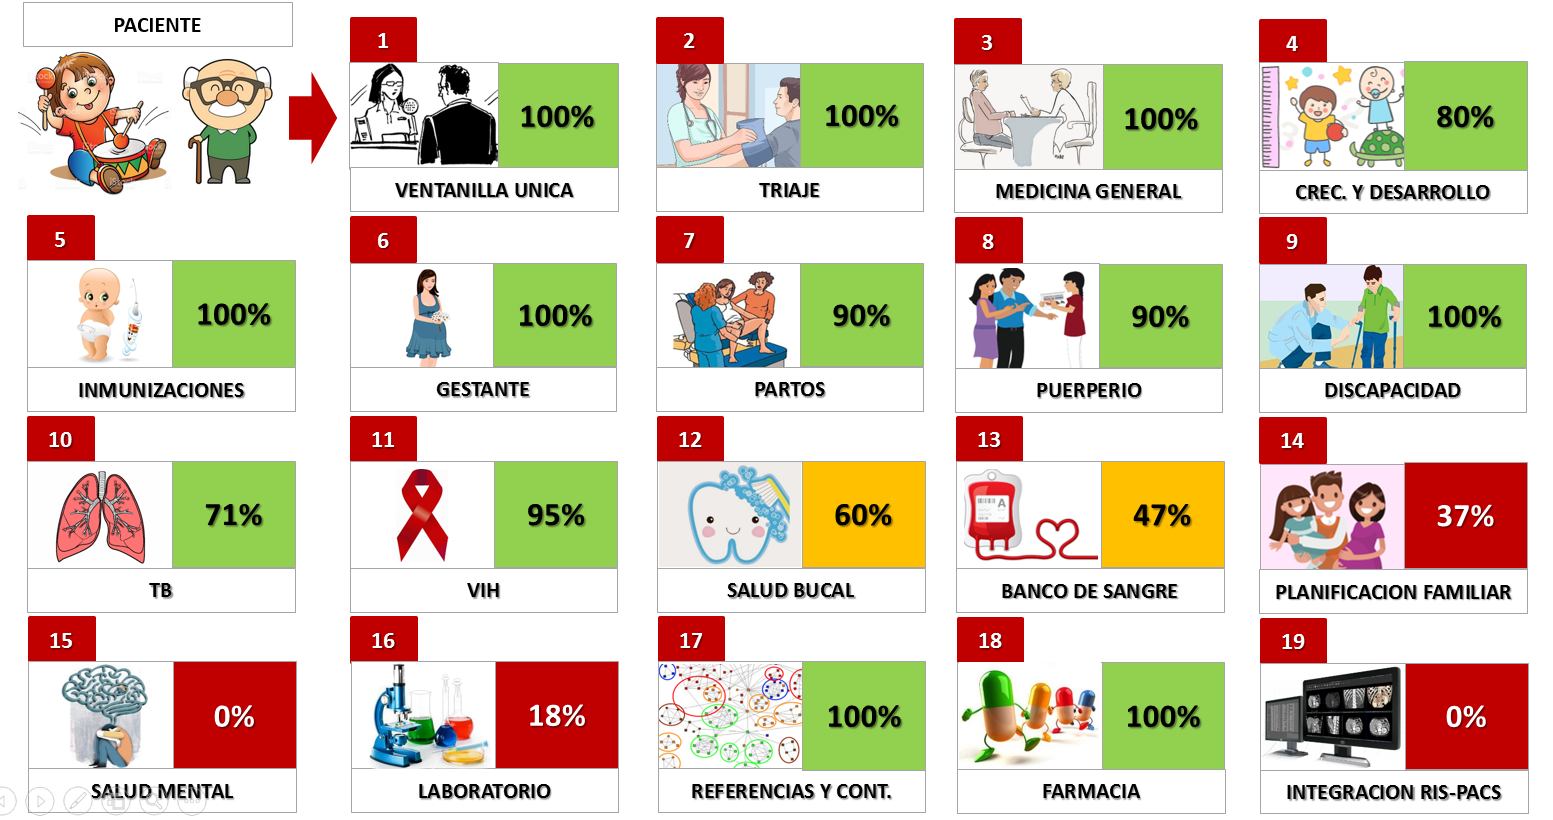 PACIENTE
1
100%
VENTANILLA UNICA
2
100%
TRIAJE
3
100%
MEDICINA GENERAL
4
80%
CREC. Y DESARROLLO
5
100%
INMUNIZACIONES
6
100%
GESTANTE
7
90%
PARTOS
8
90%
PUERPERIO
9
100%
DISCAPACIDAD
10
71%
TB
11
95%
VIH
12
60%
SALUD BUCAL
13
A
47%
BANCO DE SANGRE
14
37%
PLANIFICACION FAMILIAR
15
0%
SALUD MENTAL
16
18%
LABORATORIO
17
100%
REFERENCIAS Y CONT.
18
100%
FARMACIA
19
0%
INTEGRACION RIS-PACS